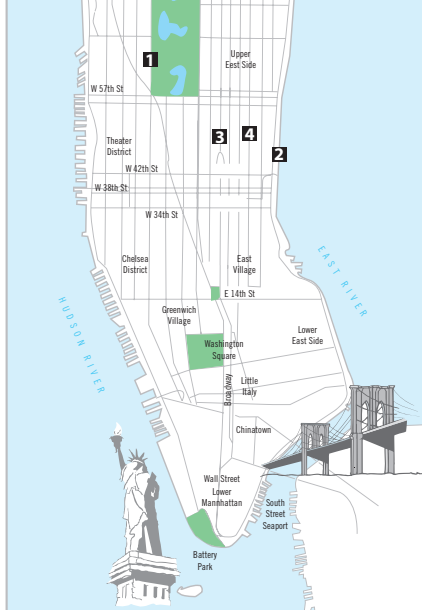 1
Upper
Eest Side
W 57th St
3
4
2
Theater
District
W 42th St
W 38th St
W 34th St
Chelsea
District
East
Village
EAST RIVER
E 14th St
HUDSON RIVER
Greenwich
Village
Lower
East Side
Washington
Square
Broadway
Little
Italy
Chinatown
Wall Street
Lower
Mannhattan
South
Street
Seaport
Battery
Park